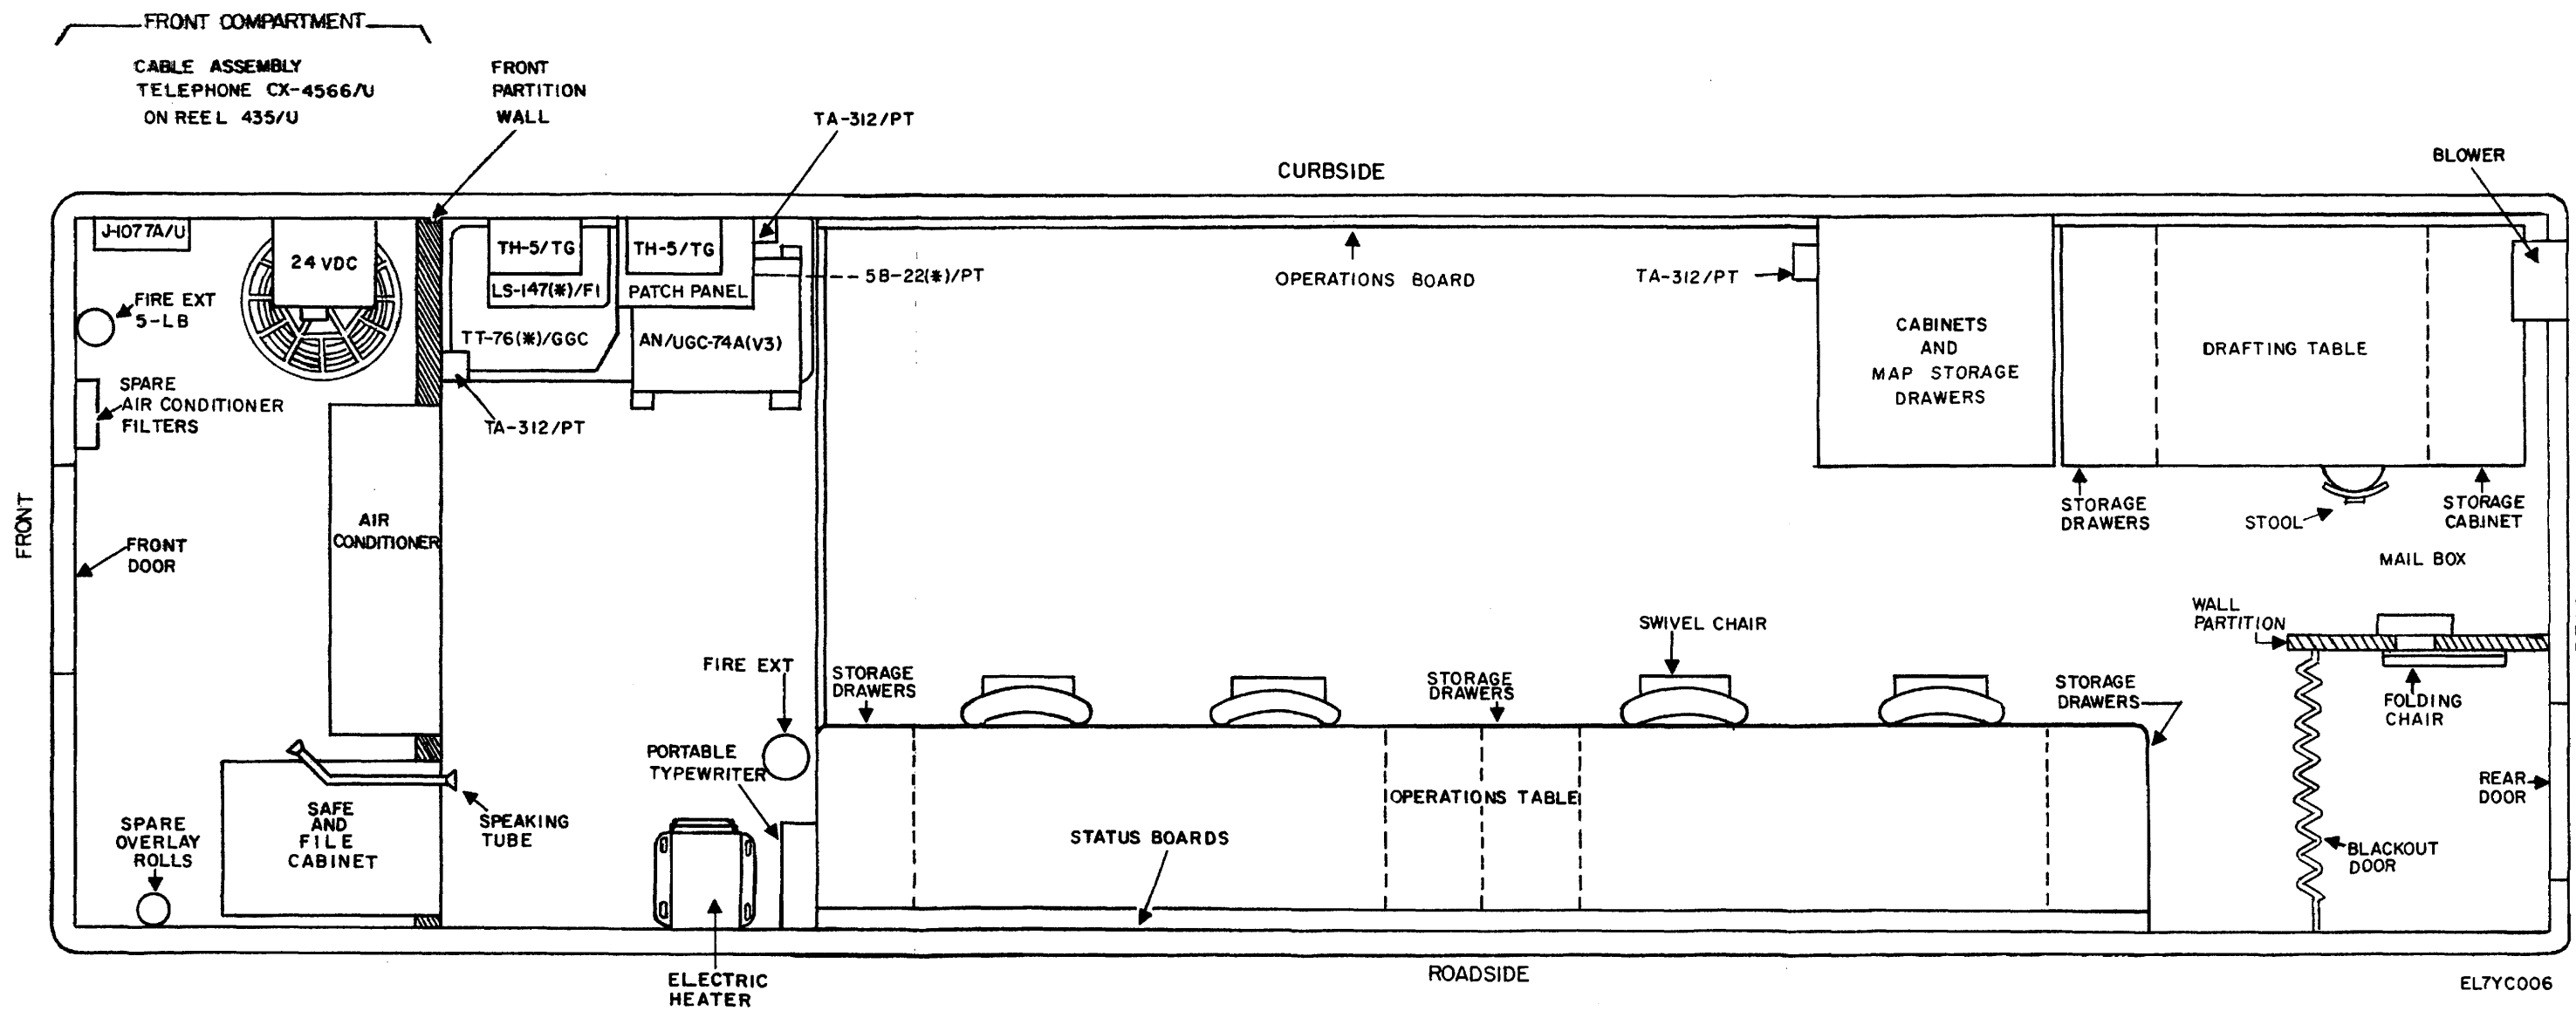 FRONT COMPARTMENT
CABLE ASSEMBLY
TELEPHONE CX-4566/U
ON REEL 435/U
FRONT
PARTITION
WALL
TA-312/PT
CURBSIDE
BLOWER
J-1077A/U
24 VDC
TH-5/TG
TH-5/TG
LS-147(*)/FI
PATCH PANEL
SB-22(*)/PT
OPERATIONS BOARD
TA-312/PT
FIRE EXT
5-LB
TT-76(*)/GGC
AN/UGC-74A(V3)
CABINETS
AND
MAP STORAGE
DRAWERS
DRAFTING TABLE
SPARE
AIR CONDITIONER
FILTERS
TA-312/PT
FRONT
FRONT
DOOR
AIR
CONDITIONER
STORAGE
DRAWERS
STOOL
STORAGE
CABINET
MAIL BOX
WALL
PARTITION
SWIVEL CHAIR
FIRE EXT
STORAGE
DRAWERS
STORAGE
DRAWERS
STORAGE
DRAWERS
FOLDING
CHAIR
PORTABLE
TYPEWRITER
OPERATIONS TABLE
REAR
DOOR
SAFE
AND
FILE
CABINET
SPEAKING
TUBE
SPARE
OVERLAY
ROLLS
STATUS BOARDS
BLACKOUT
DOOR
ELECTRIC
HEATER
ROADSIDE
EL7YC006